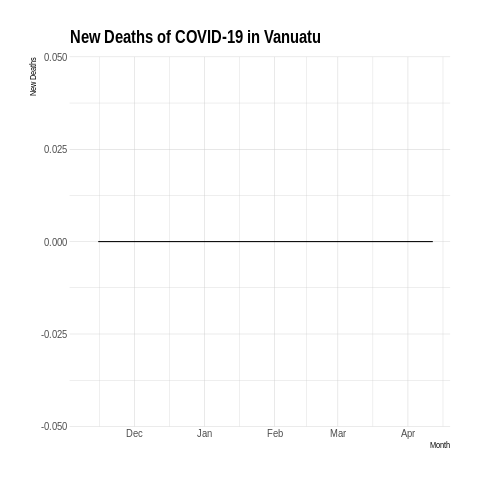 New Deaths of COVID-19 in Vanuatu
New Deaths
0.050
0.025
0.000
-0.025
-0.050
Dec Jan Feb Mar Apr
Month